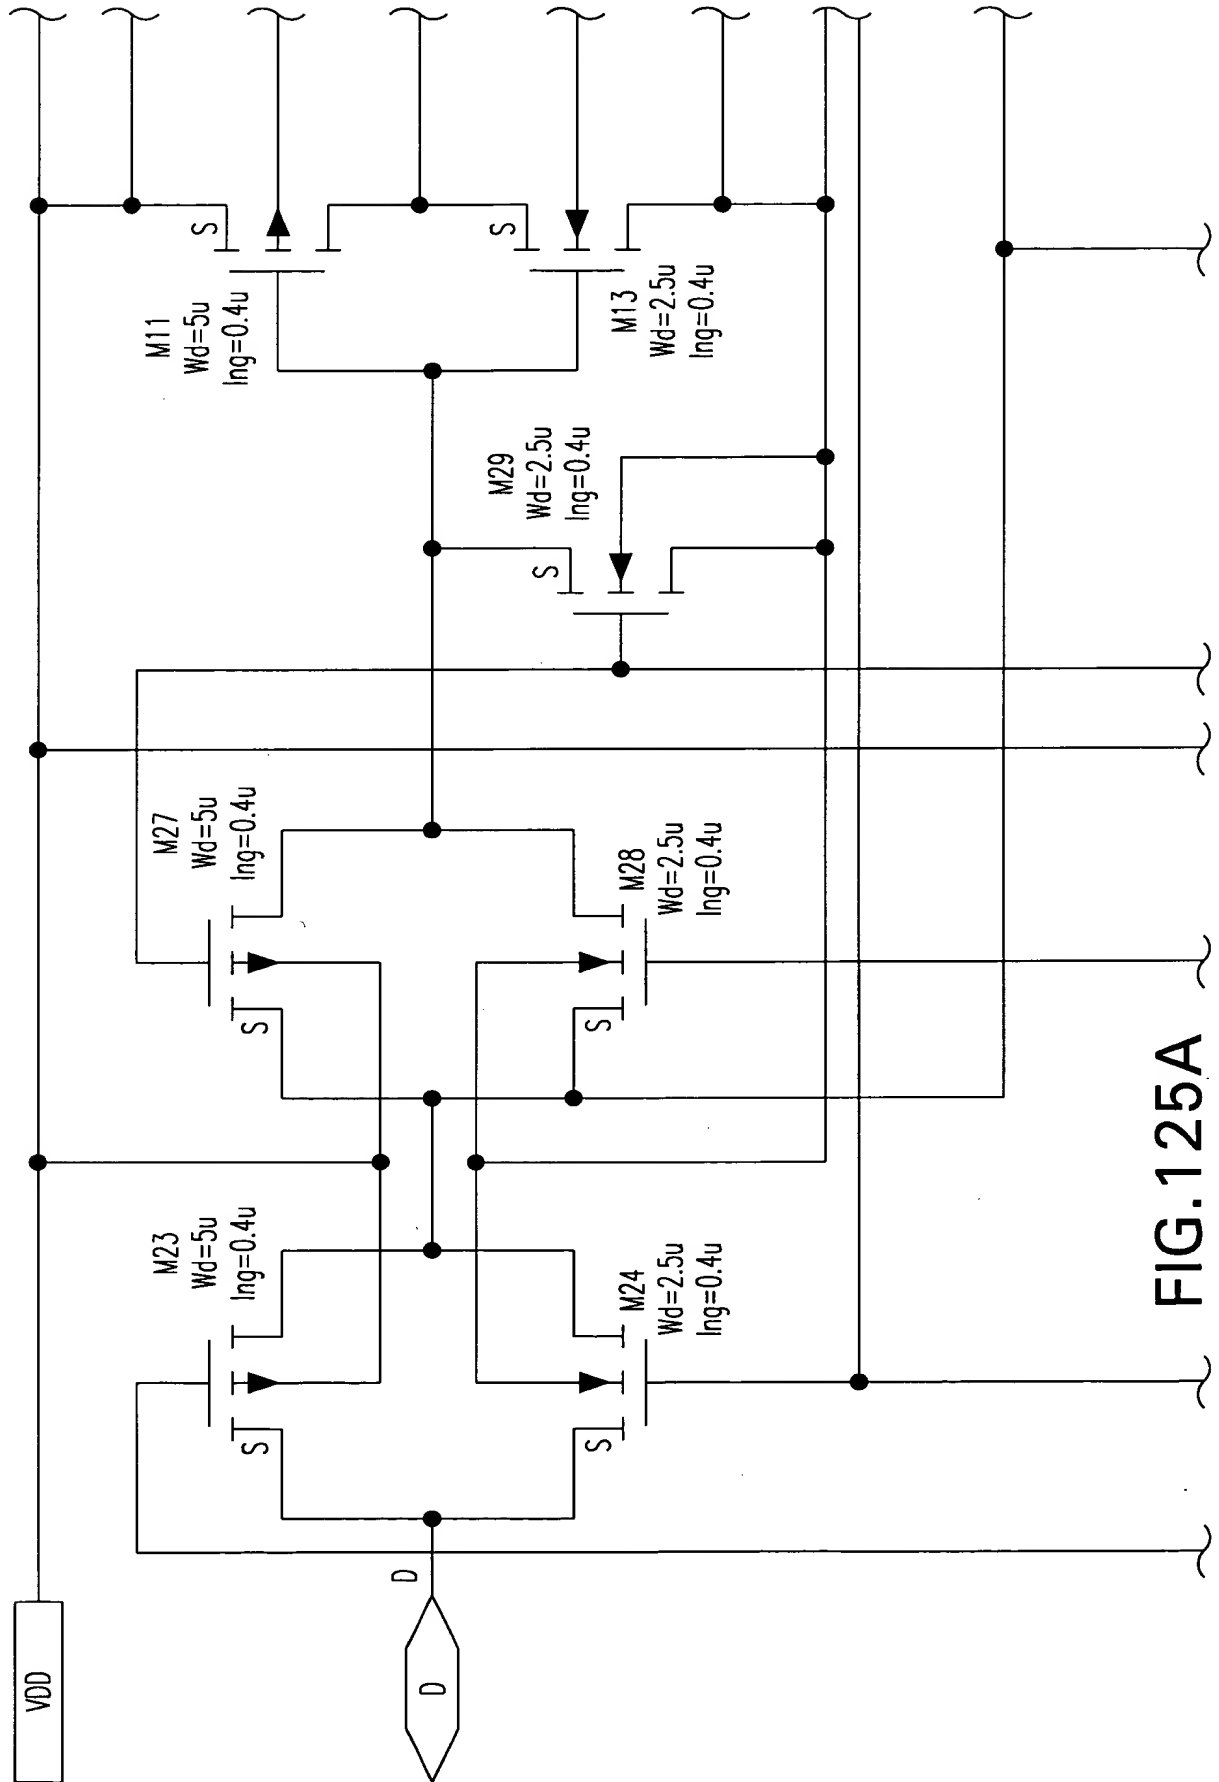 VDD
D
D
M23
Wd=5u
lng=0.4u
S
M24
Wd=2.5u
lng=0.4u
S
M27
Wd=5u
lng=0.4u
S
M28
Wd=2.5u
lng=0.4u
S
M29
Wd=2.5u
lng=0.4u
S
M11
Wd=5u
lng=0.4u
S
M13
Wd=2.5u
lng=0.4u
S
FIG.125A